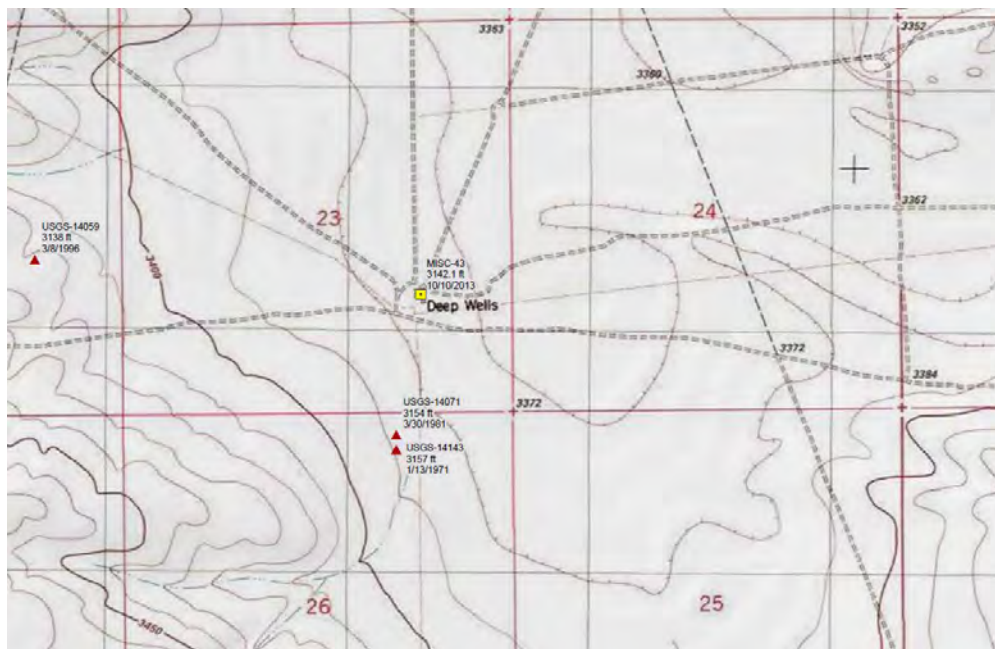 3363
3352
3360
23
24
3362
USGS-14059
3138 ft
3/8/1996
3400
MISC-43
3142.1 ft
10/10/2013
Deep Wells
3372
3384
USGS-14071
3154 ft
3/30/1981
3372
USGS-14143
3157 ft
1/13/1971
26
25
3450